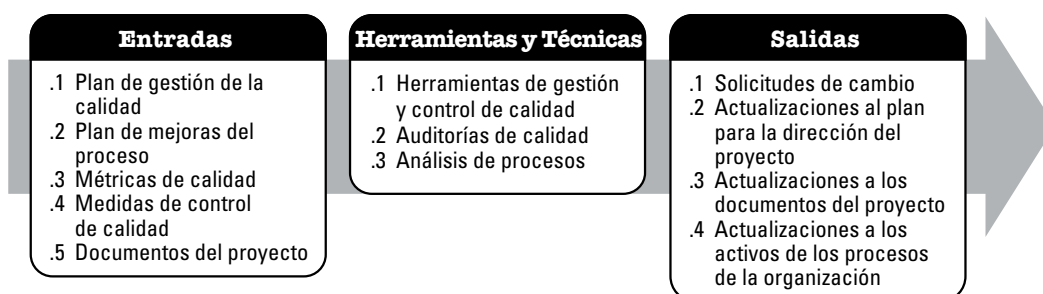 Entradas
.1 Plan de gestión de la
calidad
.2 Plan de mejoras del
proceso
.3 Métricas de calidad
.4 Medidas de control
de calidad
.5 Documentos del proyecto
Herramientas y Técnicas
.1 Herramientas de gestión
y control de calidad
.2 Auditorías de calidad
.3 Análisis de procesos
Salidas
.1 Solicitudes de cambio
.2 Actualizaciones al plan
para la dirección del
proyecto
.3 Actualizaciones a los
documentos del proyecto
.4 Actualizaciones a los
activos de los procesos
de la organización